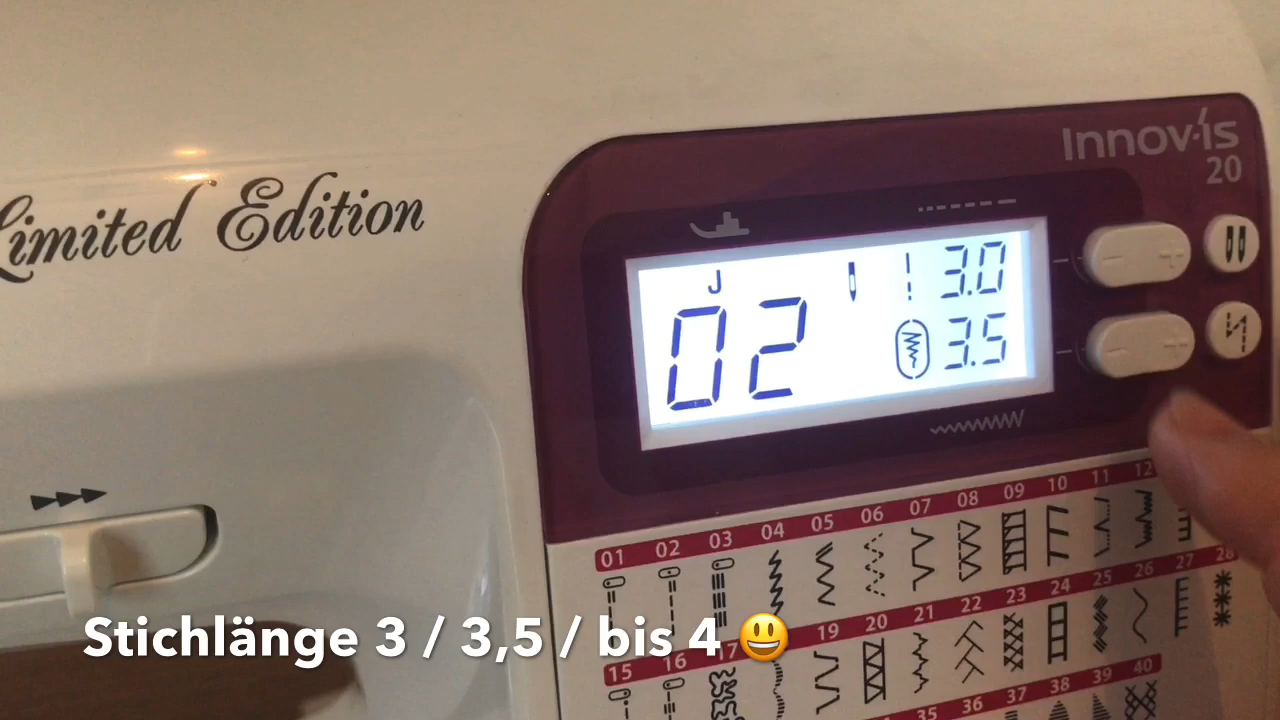 Innov-ís
20
Limited Edition
J
02
3.0
3.5
01 02 03 04 05 06 07 08 09 10 11 12
15 16 17 19 20 21 22 23 24 25 26 27 28
35 36 37 38 39 40
Stichlänge 3 / 3,5 / bis 4 😃